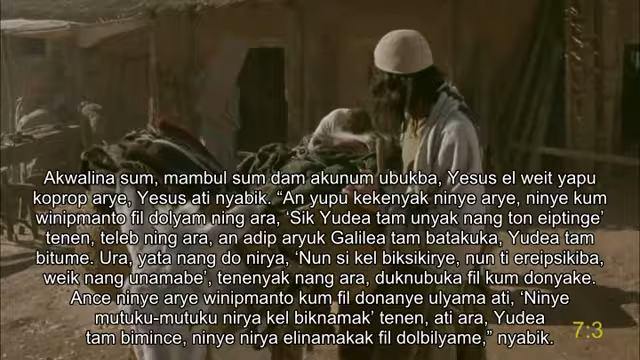 Akwalina sum, mambul sum dam akunum ubukba, Yesus el weit yapu
koprop arye, Yesus ati nyabik. “An yupu kekenyak ninye arye, ninye kum
winipmanto fil dolyam ning ara, ‘Sik Yudea tam unyak nang ton eiptinge’
tenen, teleb ning ara, an adip aryuk Galilea tam batakuka, Yudea tam
bitume. Ura, yata nang do nirya, ‘Nun si kel biksikirye, nun ti ereipsikiba,
weik nang unamabe’, tenenyak nang ara, duknubuka fil kum donyake.
Ance ninye arye winipmanto kum fil donanye ulyama ati, ‘Ninye
mutuku-mutuku nirya kel biknamak’ tenen, ati ara, Yudea
tam bimince, ninye nirya elinamakak fil dolbilyame,” nyabik.
7:3